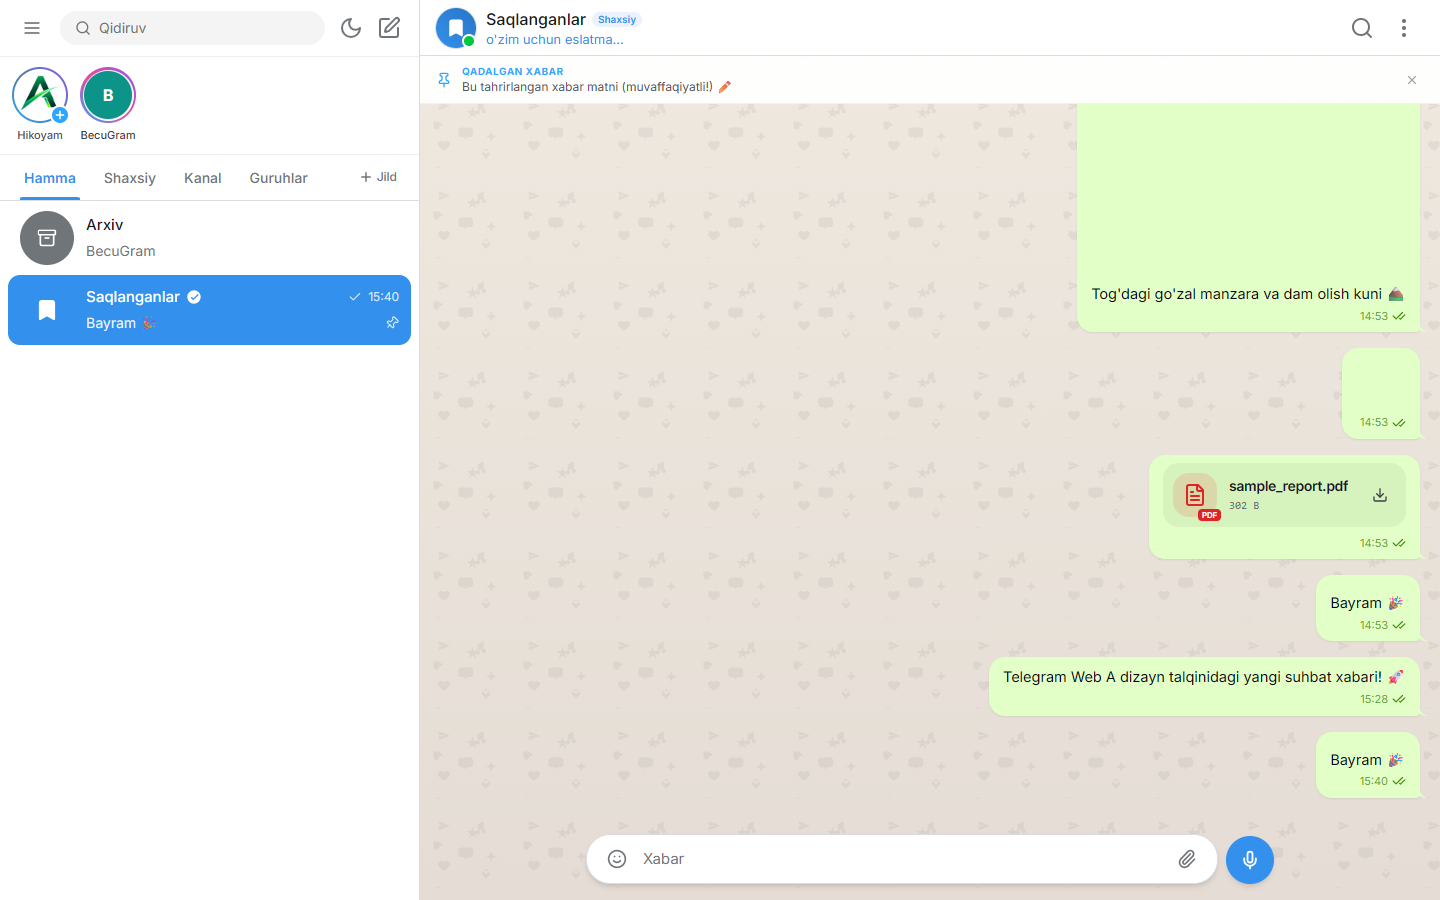 Qidiruv
Hikoyam
B
BecuGram
Hamma
Shaxsiy
Kanal
Guruhlar
+ Jild
Arxiv
BecuGram
Saqlanganlar
15:40
Bayram 🎉
Saqlanganlar
Shaxsiy
o'zim uchun eslatma...
QADALGAN XABAR
Bu tahrirlangan xabar matni (muvaffaqiyatli!) ✏️
Tog'dagi go'zal manzara va dam olish kuni ⛰️
14:53
14:53
sample_report.pdf
302 B
PDF
14:53
Bayram 🎉
14:53
Telegram Web A dizayn talqinidagi yangi suhbat xabari! 🚀
15:28
Bayram 🎉
15:40
Xabar